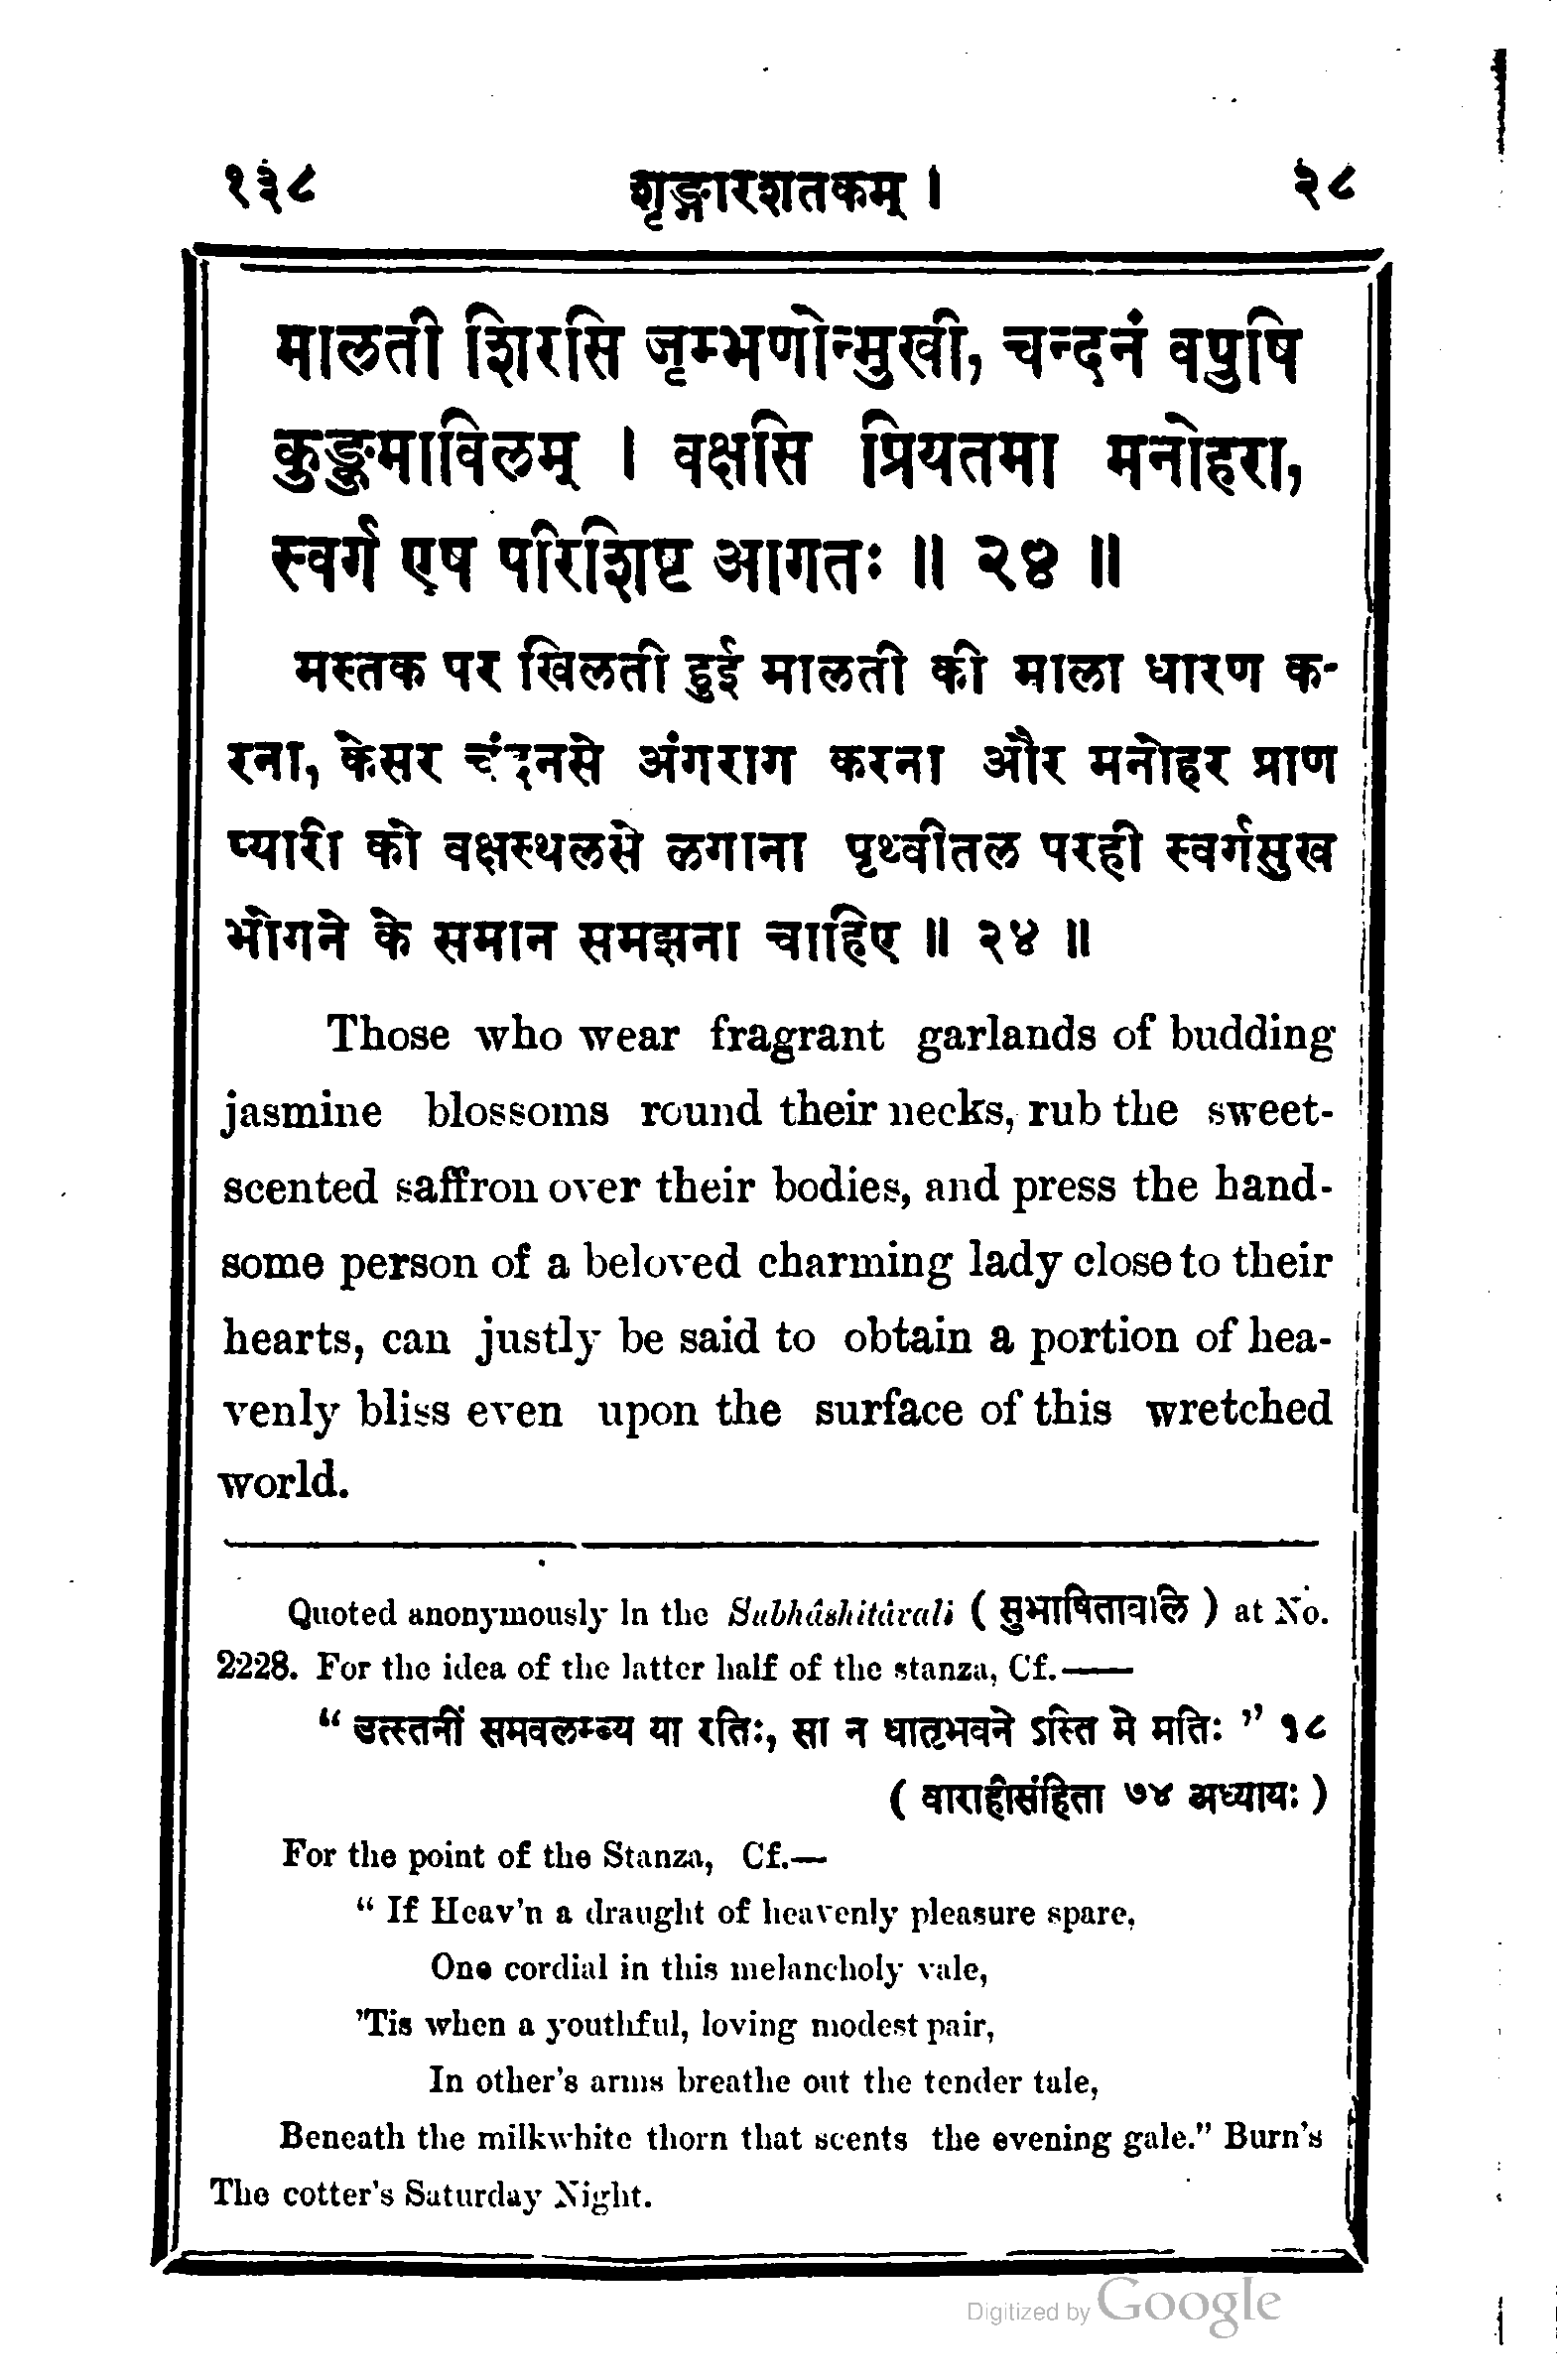 १३८ शृङ्गारशतकम् । २८
मालती शिरसि जृम्भणोन्मुखी, चन्दनं वपुषि
कुङ्कुमाविलम् । वक्षसि प्रियतमा मनोहरा,
स्वर्ग एष परिशिष्ट आगतः ॥ २४ ॥
मस्तक पर खिलती हुई मालती की माला धारण क-
रना, केसर चंदनसे अंगराग करना और मनोहर प्राण
प्यारी को वक्षस्थलसे लगाना पृथ्वीतल परही स्वर्गसुख
भोगने के समान समझना चाहिए ॥ २४ ॥
Those who wear fragrant garlands of budding
jasmine blossoms round their necks, rub the sweet-
scented saffron over their bodies, and press the hand-
some person of a beloved charming lady close to their
hearts, can justly be said to obtain a portion of hea-
venly bliss even upon the surface of this wretched
world.
Quoted anonymously In the Subhâshitâvali ( सुभाषितावलि ) at No.
2228. For the idea of the latter half of the stanza, Cf.——
“ उत्स्तनीं समवलम्ब्य या रतिः, सा न धातृभवने ऽस्ति मे मतिः ” १८
( वाराहीसंहिता ७४ अध्यायः )
For the point of the Stanza, Cf.—
“ If Heav'n a draught of heavenly pleasure spare,
One cordial in this melancholy vale,
'Tis when a youthful, loving modest pair,
In other's arms breathe out the tender tale,
Beneath the milkwhite thorn that scents the evening gale.” Burn's
The cotter's Saturday Night.
Digitized by Google